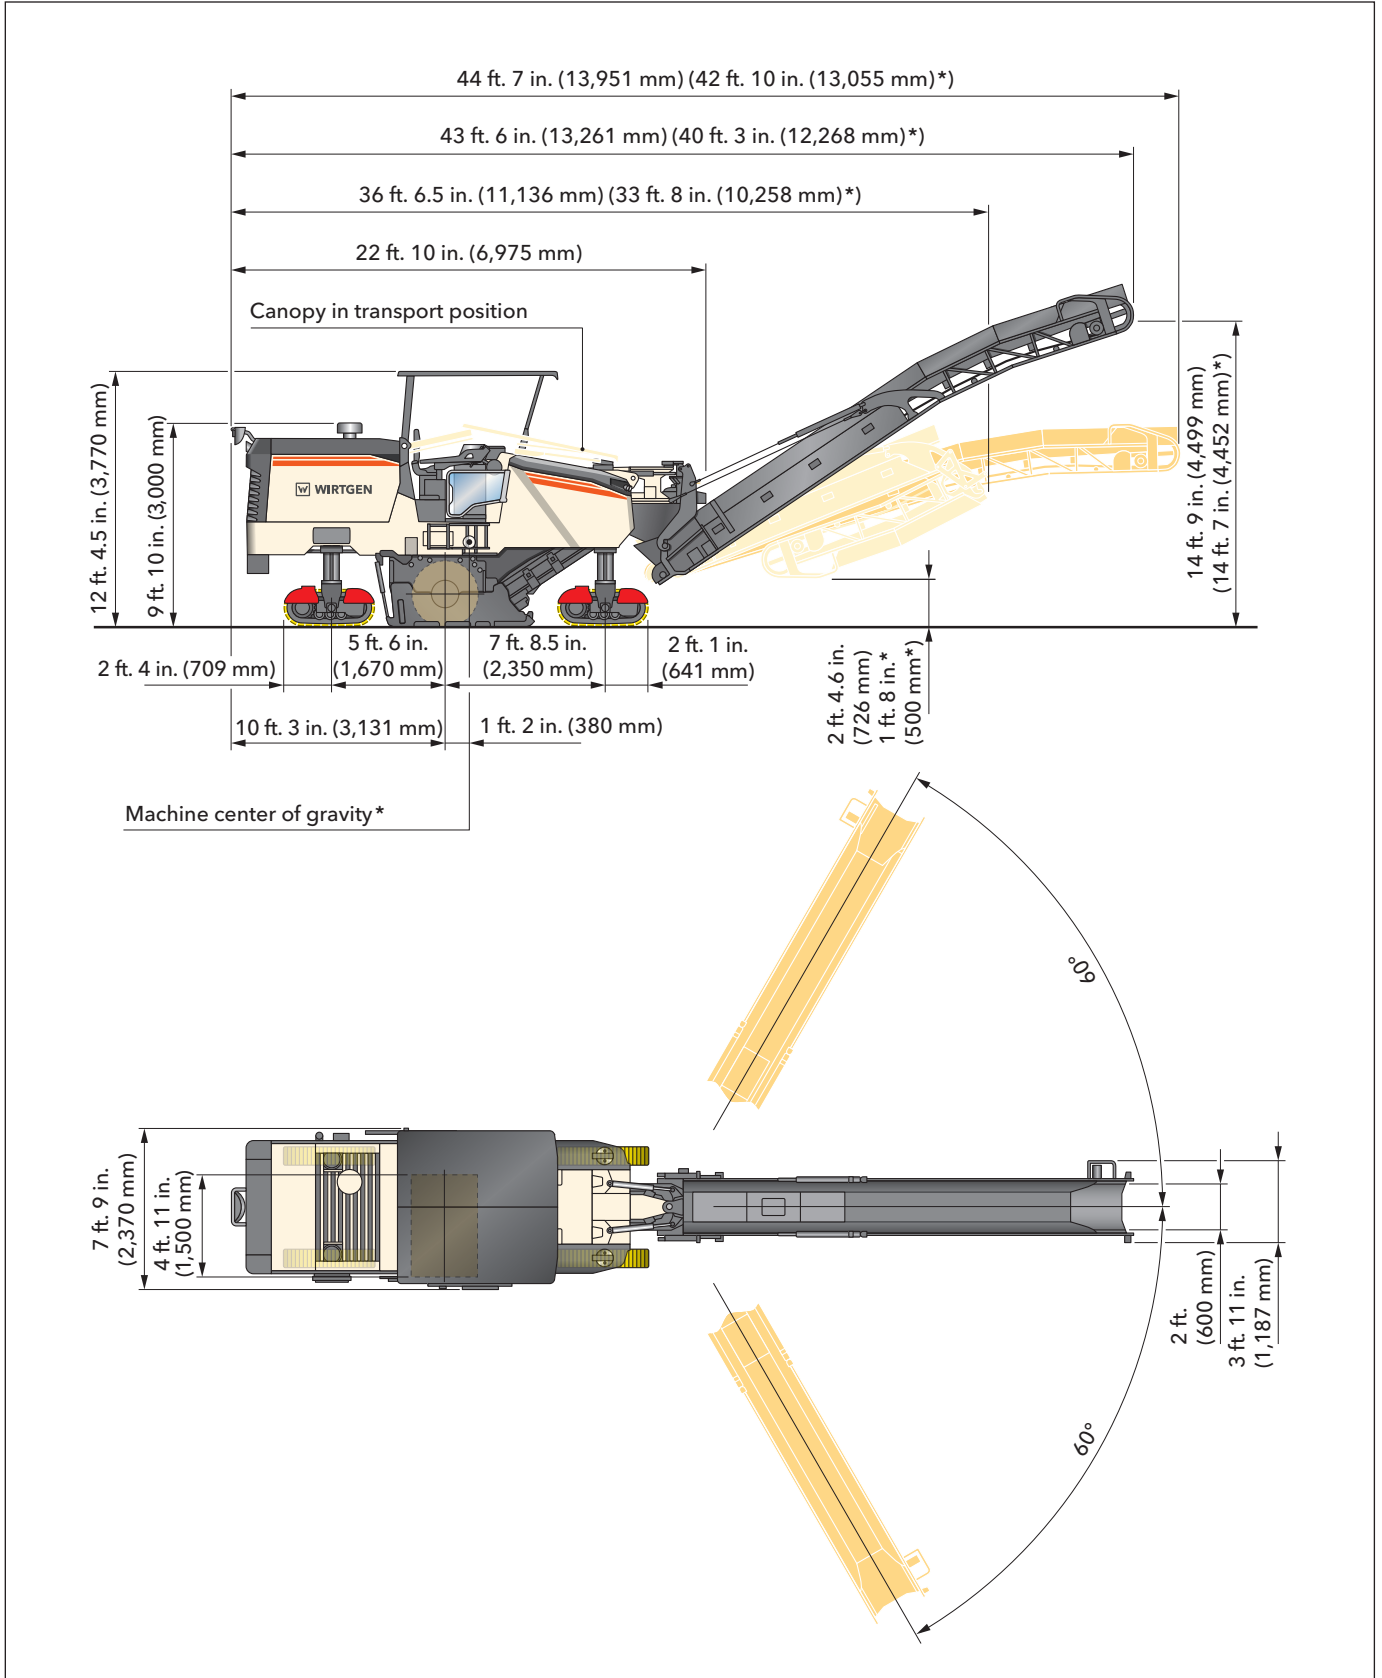 44 ft. 7 in. (13,951 mm) (42 ft. 10 in. (13,055 mm)*)
43 ft. 6 in. (13,261 mm) (40 ft. 3 in. (12,268 mm)*)
36 ft. 6.5 in. (11,136 mm) (33 ft. 8 in. (10,258 mm)*)
22 ft. 10 in. (6,975 mm)
Canopy in transport position
12 ft. 4.5 in. (3,770 mm)
9 ft. 10 in. (3,000 mm)
W WIRTGEN
14 ft. 9 in. (4,499 mm)
(14 ft. 7 in. (4,452 mm)*)
2 ft. 4 in. (709 mm)
5 ft. 6 in.
(1,670 mm)
7 ft. 8.5 in.
(2,350 mm)
2 ft. 1 in.
(641 mm)
2 ft. 4.6 in.
(726 mm)
1 ft. 8 in.*
(500 mm*)
10 ft. 3 in. (3,131 mm)
1 ft. 2 in. (380 mm)
Machine center of gravity*
60°
7 ft. 9 in.
(2,370 mm)
4 ft. 11 in.
(1,500 mm)
2 ft.
(600 mm)
3 ft. 11 in.
(1,187 mm)
60°